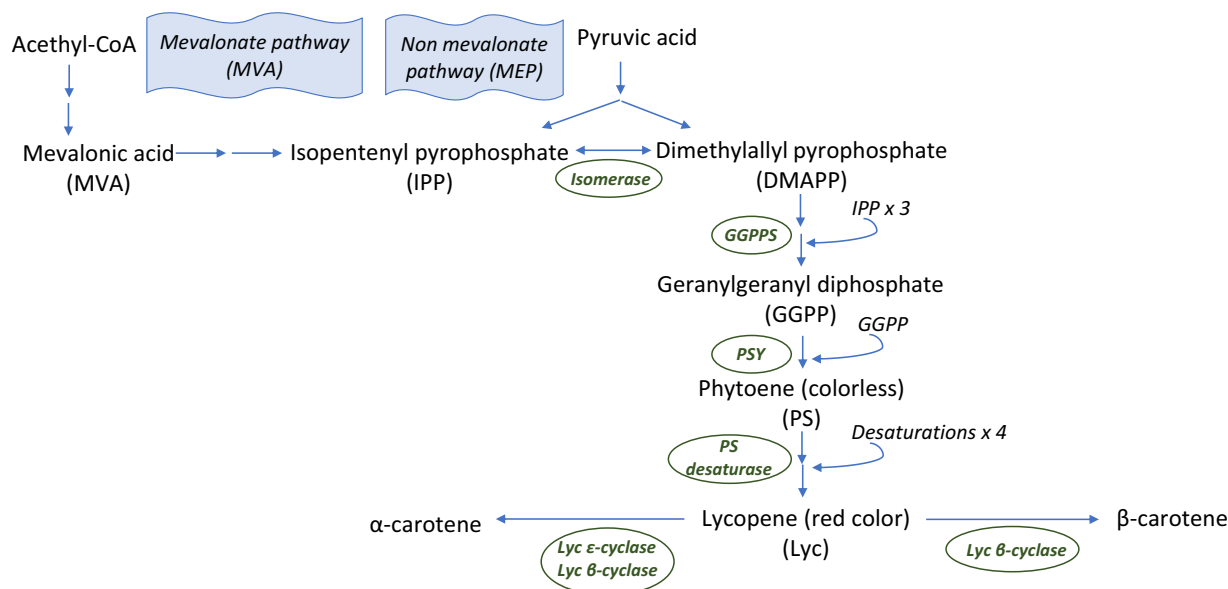 Acethyl-CoA
Mevalonate pathway
(MVA)
Non mevalonate
pathway (MEP)
Pyruvic acid
Mevalonic acid
(MVA)
Isopentenyl pyrophosphate
(IPP)
Isomerase
Dimethylallyl pyrophosphate
(DMAPP)
IPP x 3
GGPPS
Geranylgeranyl diphosphate
(GGPP)
GGPP
PSY
Phytoene (colorless)
(PS)
Desaturations x 4
PS
desaturase
α-carotene
Lycopene (red color)
(Lyc)
β-carotene
Lyc ε-cyclase
Lyc β-cyclase
Lyc β-cyclase